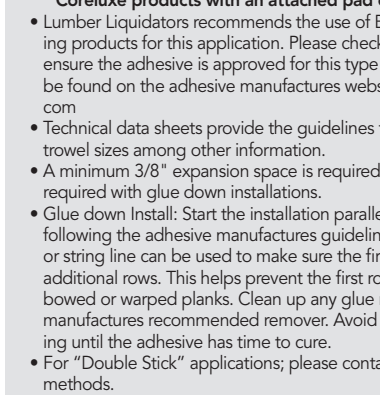 Coreluxe products with an attached pad
• Lumber Liquidators recommends the use of
ing products for this application. Please check
ensure the adhesive is approved for this type
be found on the adhesive manufactures webs
com
• Technical data sheets provide the guidelines
trowel sizes among other information.
• A minimum 3/8" expansion space is required
required with glue down installations.
• Glue down Install: Start the installation paralle
following the adhesive manufactures guidelin
or string line can be used to make sure the fir
additional rows. This helps prevent the first ro
bowed or warped planks. Clean up any glue
manufactures recommended remover. Avoid
ing until the adhesive has time to cure.
• For “Double Stick” applications; please conta
methods.